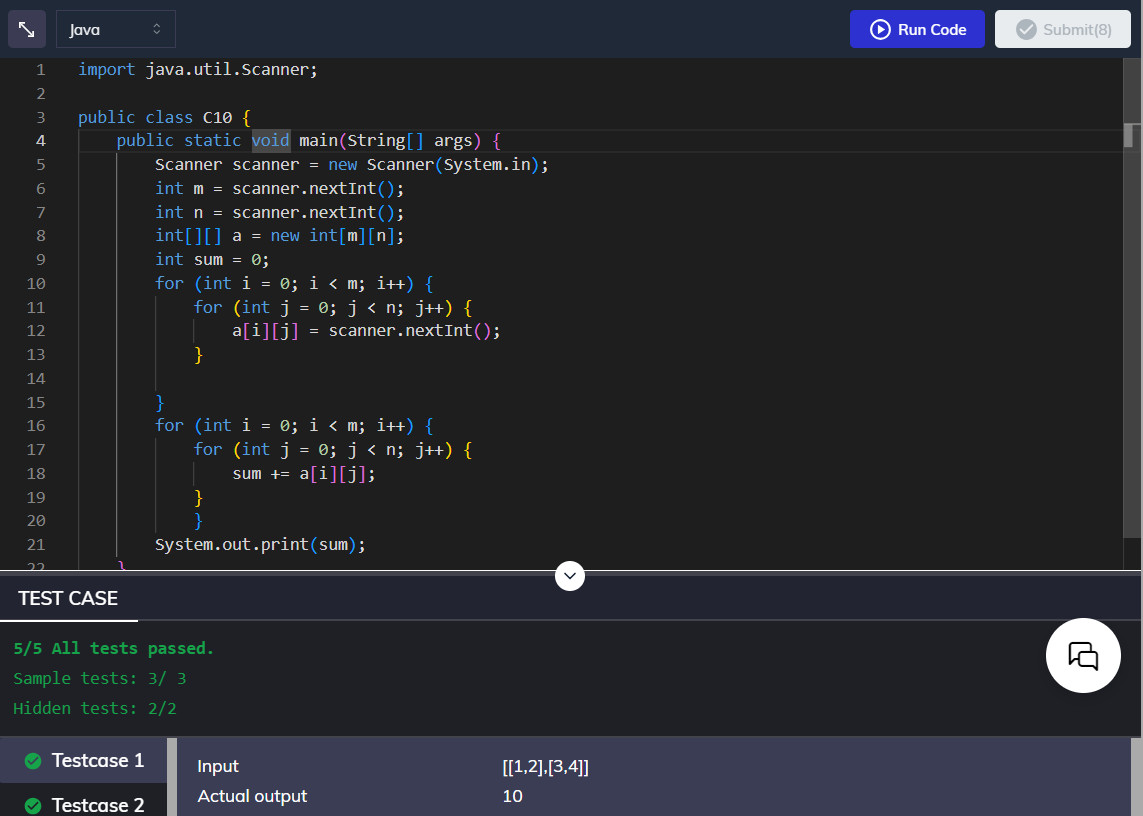 Java
Run Code
Submit(8)
1 import java.util.Scanner;
2
3 public class C10 {
4 public static void main(String[] args) {
5 Scanner scanner = new Scanner(System.in);
6 int m = scanner.nextInt();
7 int n = scanner.nextInt();
8 int[][] a = new int[m][n];
9 int sum = 0;
10 for (int i = 0; i < m; i++) {
11 for (int j = 0; j < n; j++) {
12 a[i][j] = scanner.nextInt();
13 }
14
15 }
16 for (int i = 0; i < m; i++) {
17 for (int j = 0; j < n; j++) {
18 sum += a[i][j];
19 }
20 }
21 System.out.print(sum);
22 }
TEST CASE
5/5 All tests passed.
Sample tests: 3/ 3
Hidden tests: 2/2
Testcase 1
Testcase 2
Input [[1,2],[3,4]]
Actual output 10